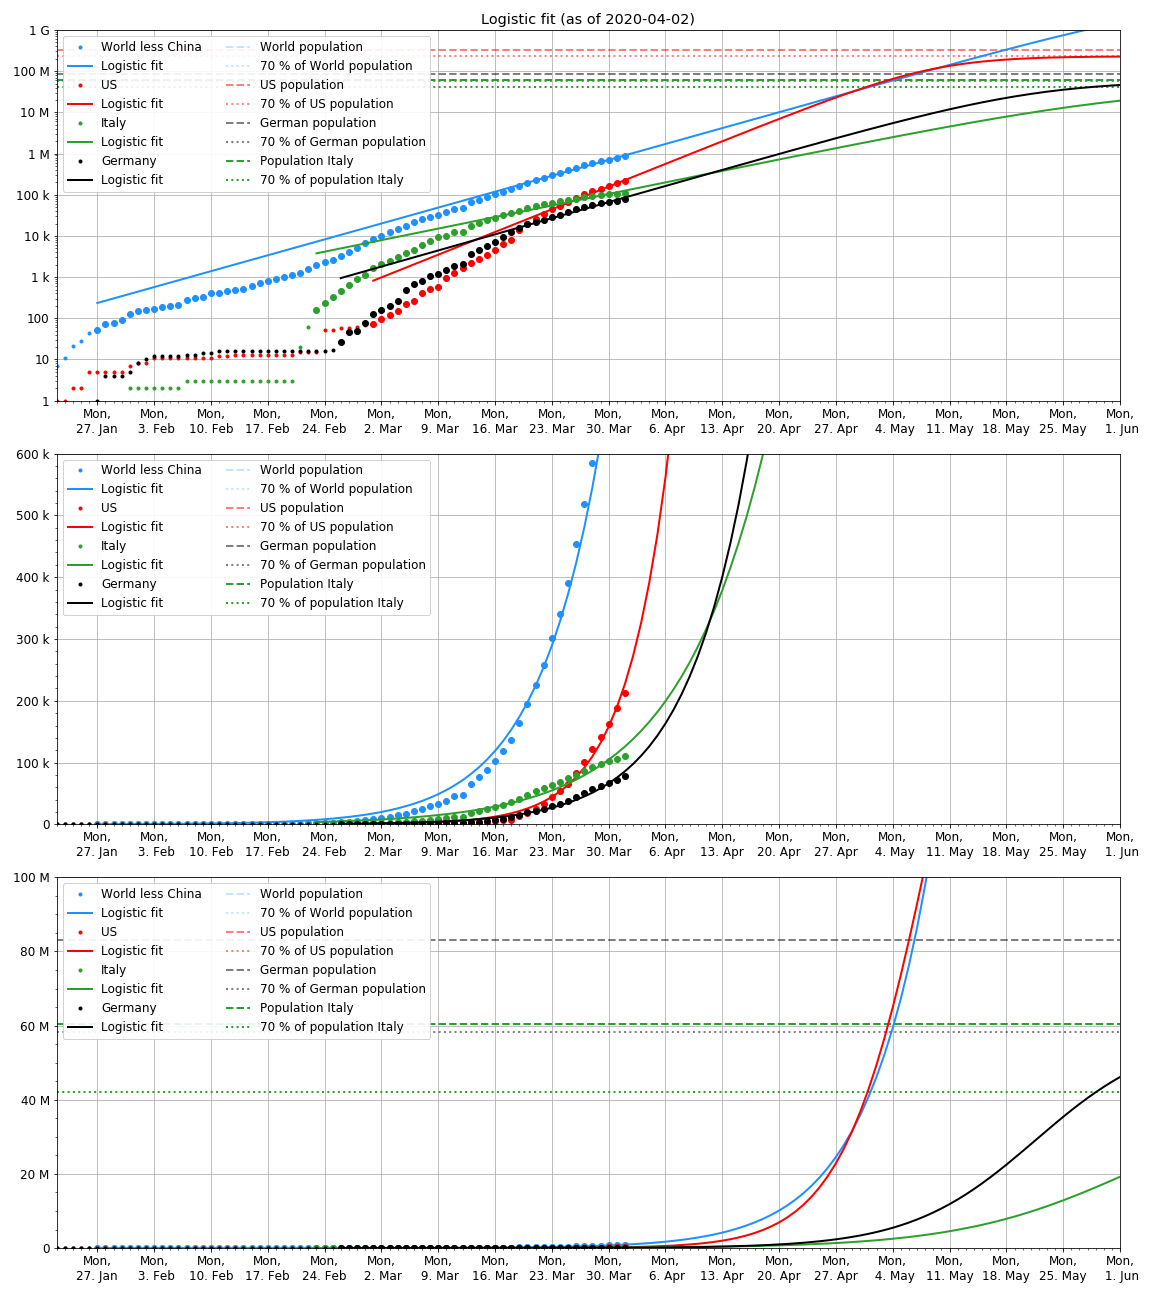 Logistic fit (as of 2020-04-02)
1 G
100 M
10 M
1 M
100 k
10 k
1 k
100
10
1
World less China
Logistic fit
US
Logistic fit
Italy
Logistic fit
Germany
Logistic fit
World population
70 % of World population
US population
70 % of US population
German population
70 % of German population
Population Italy
70 % of population Italy
Mon,
27. Jan
Mon,
3. Feb
Mon,
10. Feb
Mon,
17. Feb
Mon,
24. Feb
Mon,
2. Mar
Mon,
9. Mar
Mon,
16. Mar
Mon,
23. Mar
Mon,
30. Mar
Mon,
6. Apr
Mon,
13. Apr
Mon,
20. Apr
Mon,
27. Apr
Mon,
4. May
Mon,
11. May
Mon,
18. May
Mon,
25. May
Mon,
1. Jun
600 k
500 k
400 k
300 k
200 k
100 k
0
World less China
Logistic fit
US
Logistic fit
Italy
Logistic fit
Germany
Logistic fit
World population
70 % of World population
US population
70 % of US population
German population
70 % of German population
Population Italy
70 % of population Italy
Mon,
27. Jan
Mon,
3. Feb
Mon,
10. Feb
Mon,
17. Feb
Mon,
24. Feb
Mon,
2. Mar
Mon,
9. Mar
Mon,
16. Mar
Mon,
23. Mar
Mon,
30. Mar
Mon,
6. Apr
Mon,
13. Apr
Mon,
20. Apr
Mon,
27. Apr
Mon,
4. May
Mon,
11. May
Mon,
18. May
Mon,
25. May
Mon,
1. Jun
100 M
80 M
60 M
40 M
20 M
0
World less China
Logistic fit
US
Logistic fit
Italy
Logistic fit
Germany
Logistic fit
World population
70 % of World population
US population
70 % of US population
German population
70 % of German population
Population Italy
70 % of population Italy
Mon,
27. Jan
Mon,
3. Feb
Mon,
10. Feb
Mon,
17. Feb
Mon,
24. Feb
Mon,
2. Mar
Mon,
9. Mar
Mon,
16. Mar
Mon,
23. Mar
Mon,
30. Mar
Mon,
6. Apr
Mon,
13. Apr
Mon,
20. Apr
Mon,
27. Apr
Mon,
4. May
Mon,
11. May
Mon,
18. May
Mon,
25. May
Mon,
1. Jun